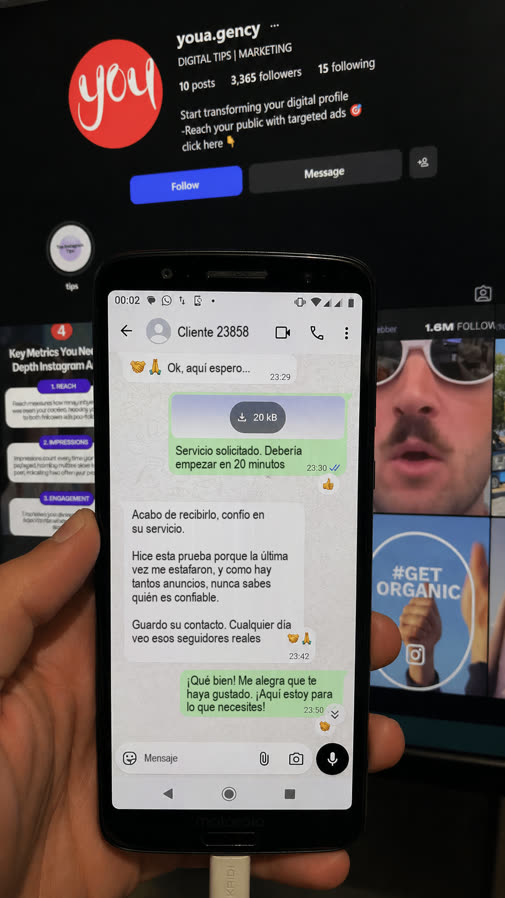 youa.gency ...
DIGITAL TIPS | MARKETING
10 posts 3,365 followers 15 following
Start transforming your digital profile
-Reach your public with targeted ads 🎯
click here 👇
you
Follow
Message
tips
4
Key Metrics You Nee
Depth Instagram A
1. REACH
2. IMPRESSIONS
3. ENGAGEMENT
ebber
1.6M FOLLOW
#GET
ORGANIC
00:02
Cliente 23858
🤝🙏 Ok, aquí espero...
23:29
20 kB
Servicio solicitado. Debería
empezar en 20 minutos
23:30
👍
Acabo de recibirlo, confio en
su servicio.
Hice esta prueba porque la última
vez me estafaron, y como hay
tantos anuncios, nunca sabes
quién es confiable.
Guardo su contacto. Cualquier día
veo esos seguidores reales 🤝🙏
23:42
¡Qué bien! Me alegra que te
haya gustado. ¡Aquí estoy para
lo que necesites!
23:50
🤝
Mensaje
motorola